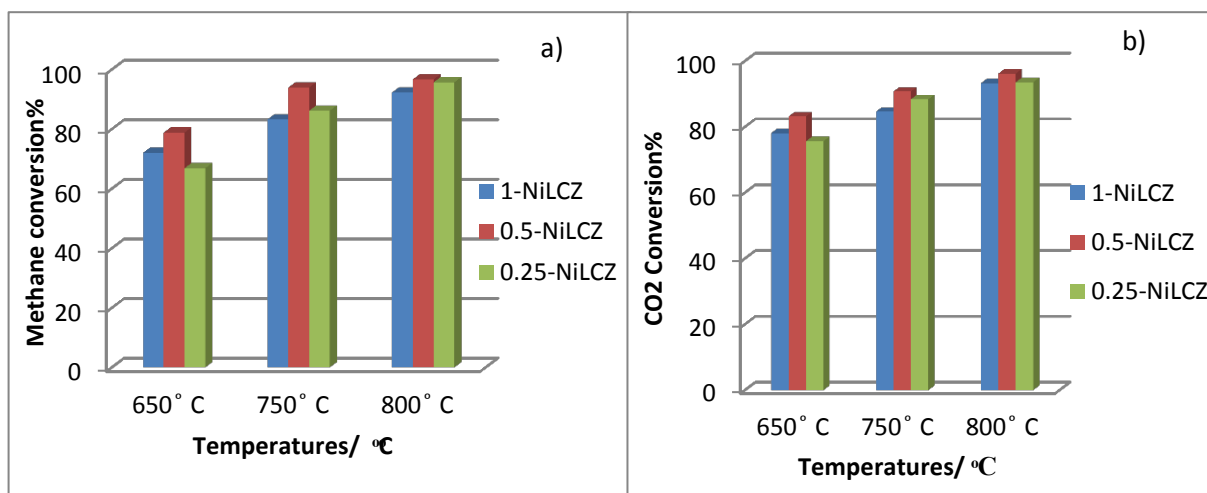 a)
Methane conversion%
100
80
60
40
20
0
650° C 750° C 800° C
Temperatures/ °C
1-NiLCZ
0.5-NiLCZ
0.25-NiLCZ
b)
CO2 Conversion%
100
80
60
40
20
0
650° C 750° C 800° C
Temperatures/ °C
1-NiLCZ
0.5-NiLCZ
0.25-NiLCZ